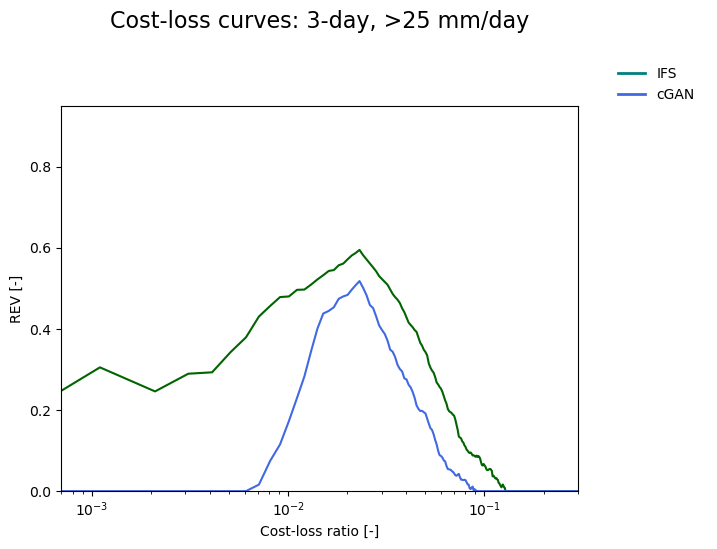 Cost-loss curves: 3-day, >25 mm/day
IFS
cGAN
0.8
0.6
0.4
0.2
0.0
REV [-]
10⁻³
10⁻²
10⁻¹
Cost-loss ratio [-]